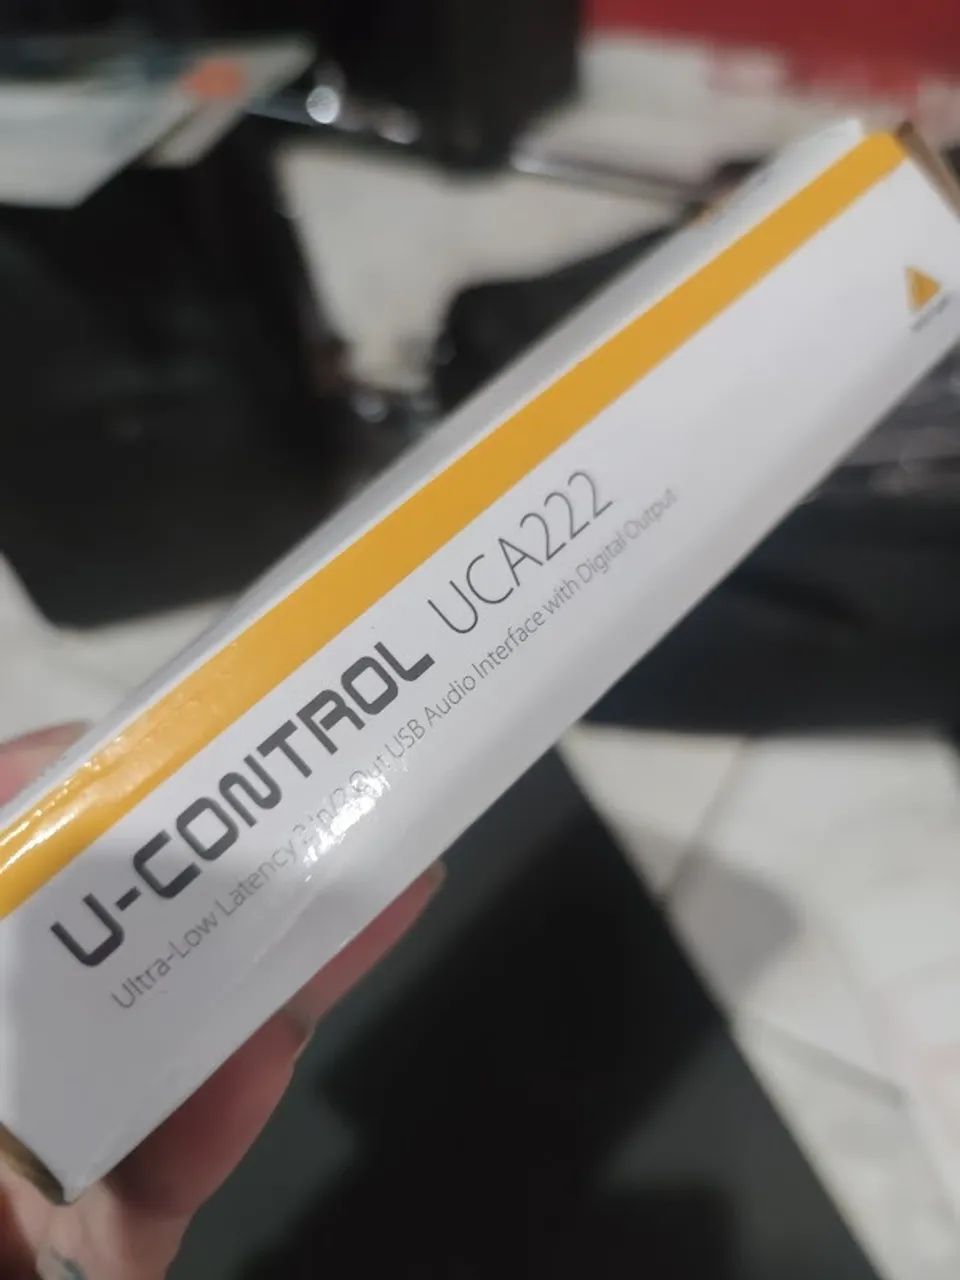 U-CONTROL UCA222
Ultra-Low Latency 2 In/2 Out USB Audio Interface with Digital Output